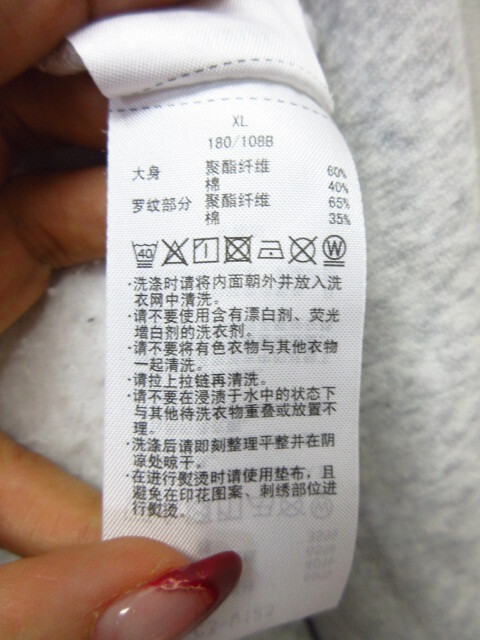 XL
180/108B
大身 聚酯纤维 60%
棉 40%
罗纹部分 聚酯纤维 65%
棉 35%
40 W
·洗涤时请将内面朝外并放入洗
衣网中清洗。
·请不要使用含有漂白剂、荧光
增白剂的洗衣剂。
·请不要将有色衣物与其他衣物
一起清洗。
·请拉上拉链再清洗。
·请不要在浸渍于水中的状态下
与其他待洗衣物重叠或放置不
理。
·洗涤后请即刻整理平整并在阴
凉处晾干。
·在进行熨烫时请使用垫布，且
避免在印花图案、刺绣部位进
行熨烫。